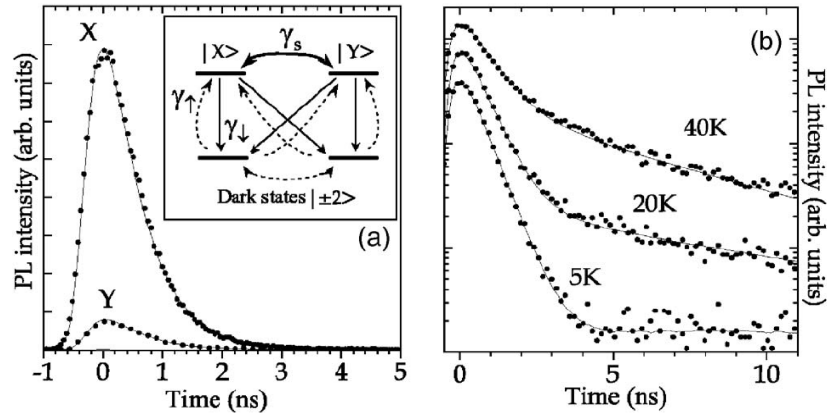 X
Y
|X>
γs
|Y>
γ↑
γ↓
Dark states |±2>
(a)
PL intensity (arb. units)
-1 0 1 2 3 4 5
Time (ns)
(b)
40K
20K
5K
PL intensity (arb. units)
0 5 10
Time (ns)